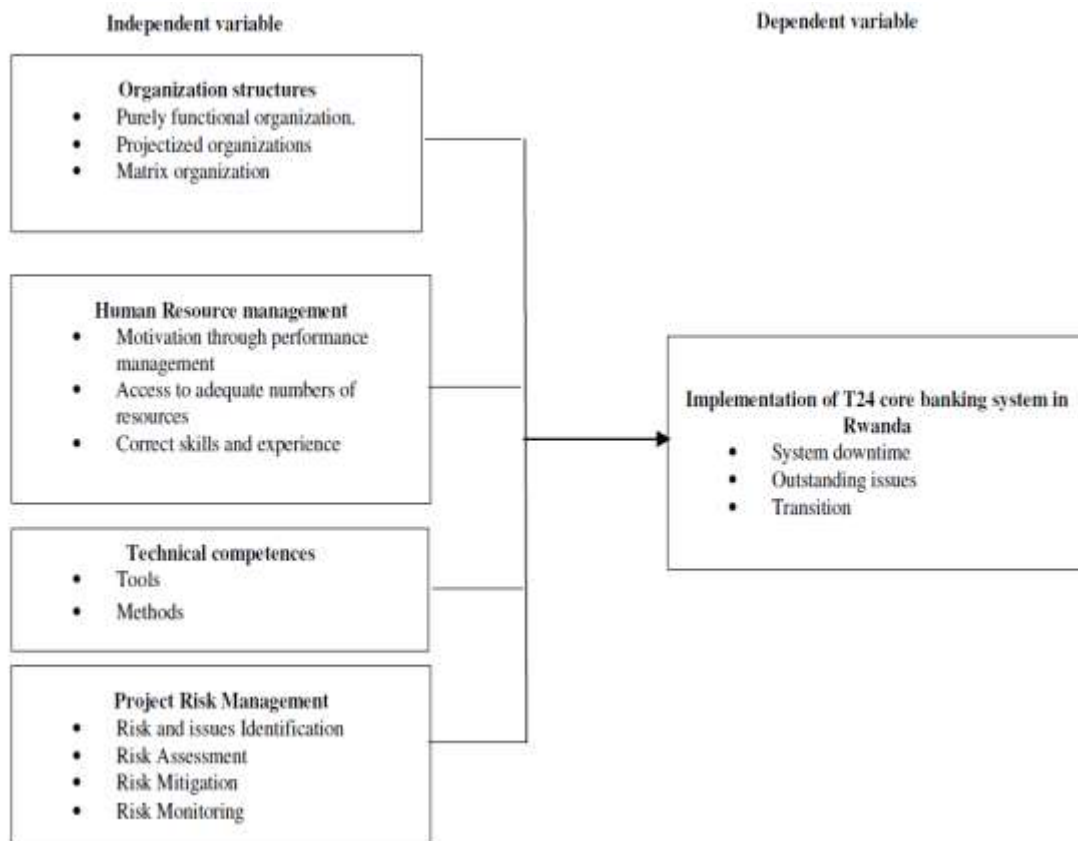 Independent variable
Dependent variable
Organization structures
• Purely functional organization.
• Projectized organizations
• Matrix organization
Human Resource management
• Motivation through performance
management
• Access to adequate numbers of
resources
• Correct skills and experience
Technical competences
• Tools
• Methods
Project Risk Management
• Risk and issues Identification
• Risk Assessment
• Risk Mitigation
• Risk Monitoring
Implementation of T24 core banking system in
Rwanda
• System downtime
• Outstanding issues
• Transition